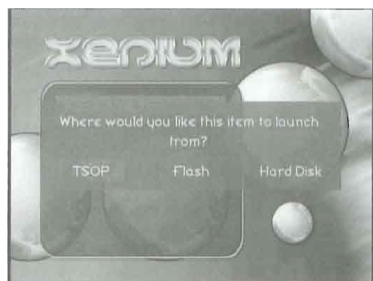 XENIUM
Where would you like this item to launch
from?
TSOP Flash Hard Disk